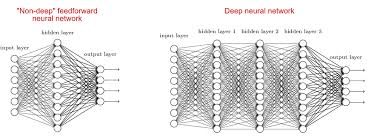 "Non-deep" feedforward
neural network
hidden layer
input layer
output layer
Deep neural network
hidden layer 1 hidden layer 2 hidden layer 3
input layer
output layer